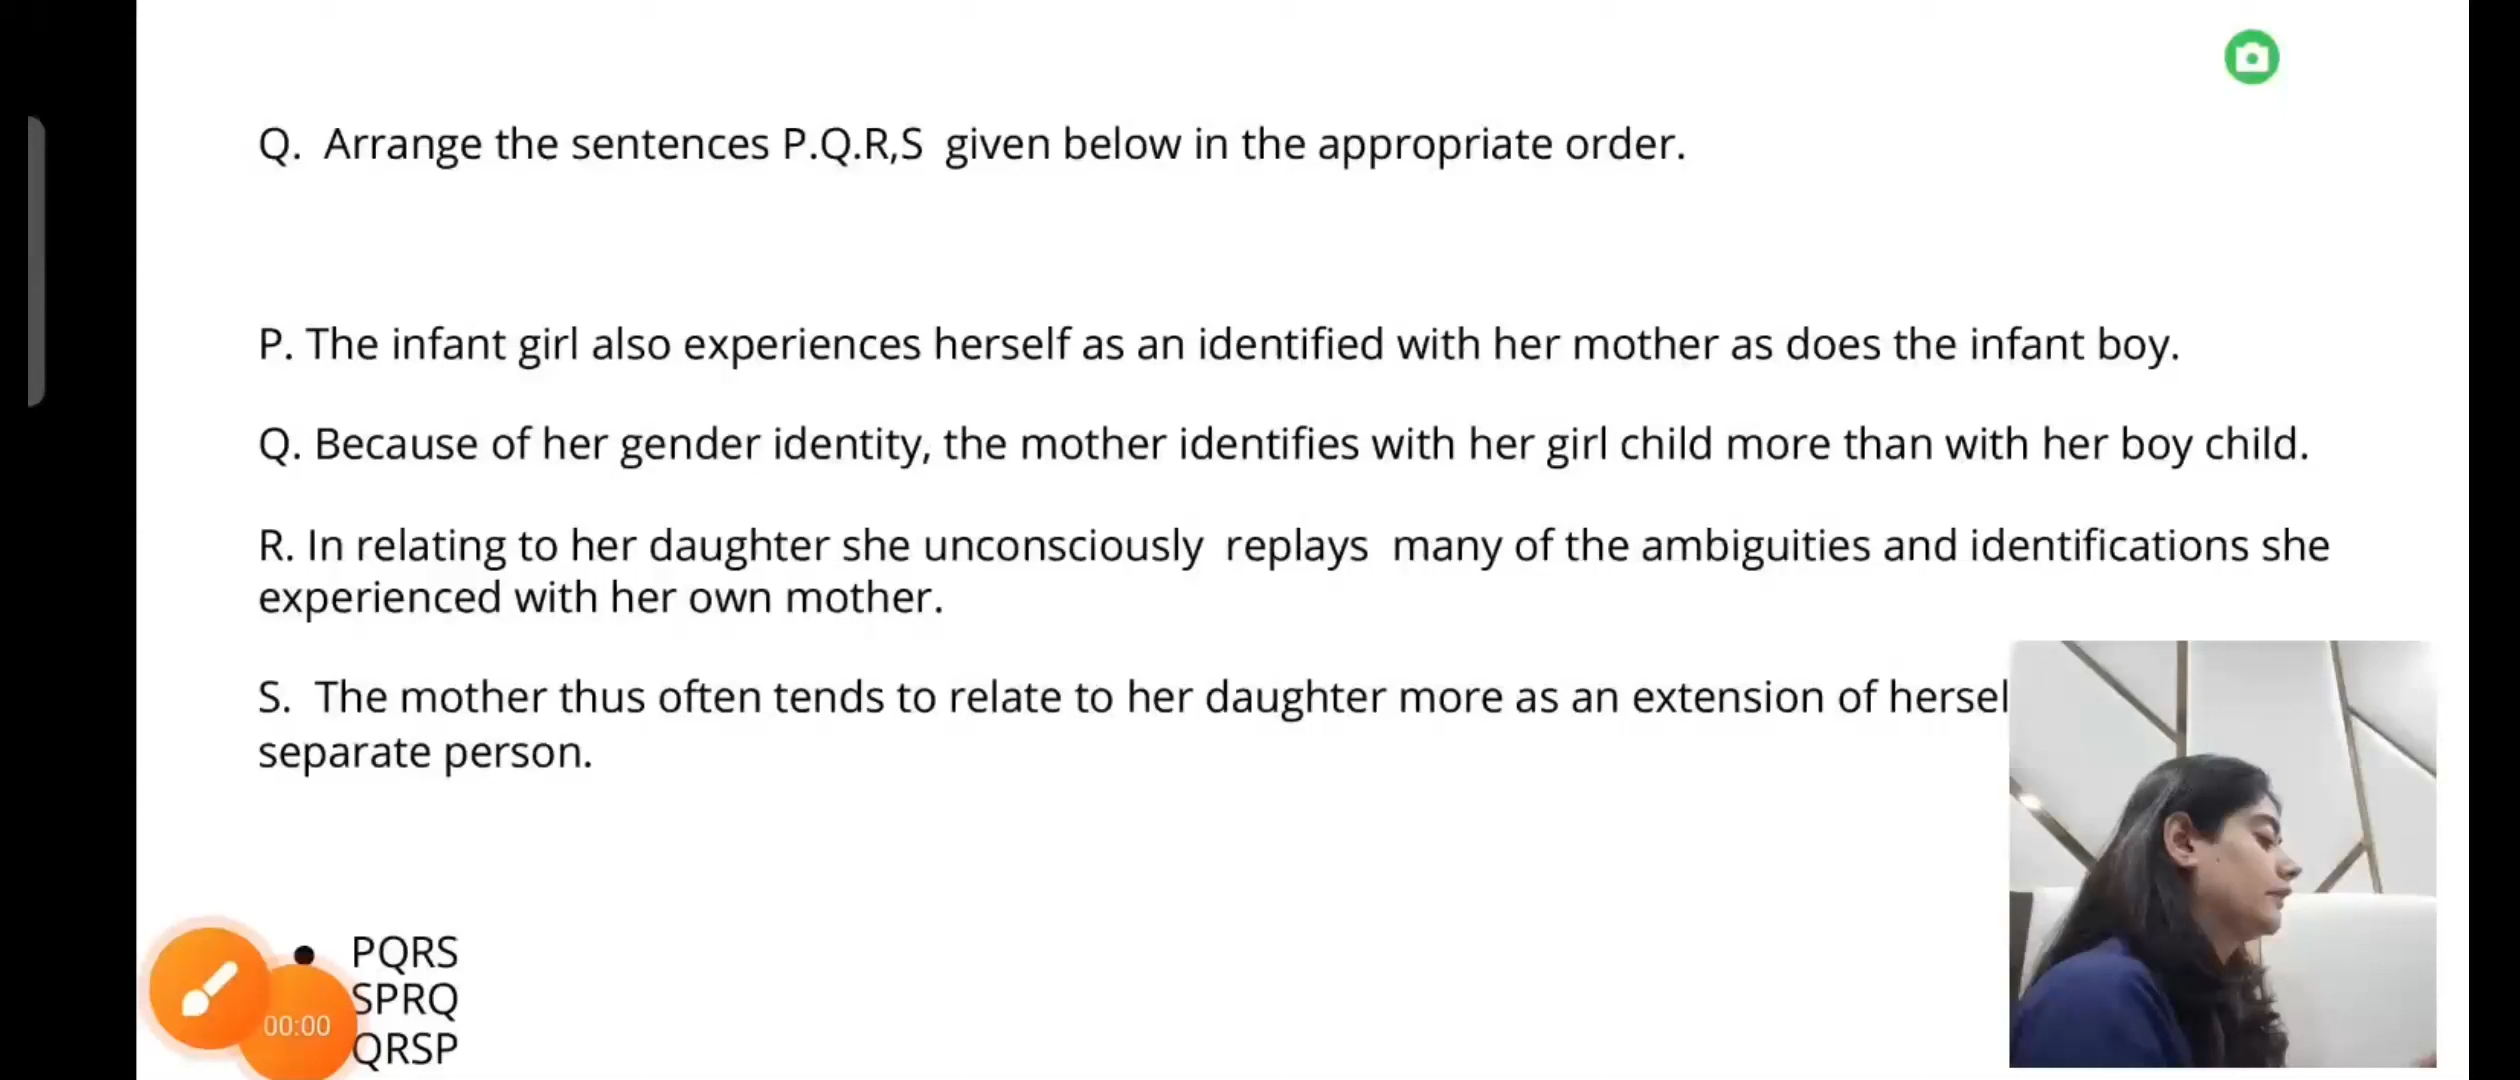 Q. Arrange the sentences P.Q.R,S given below in the appropriate order.
P. The infant girl also experiences herself as an identified with her mother as does the infant boy.
Q. Because of her gender identity, the mother identifies with her girl child more than with her boy child.
R. In relating to her daughter she unconsciously replays many of the ambiguities and identifications she
experienced with her own mother.
S. The mother thus often tends to relate to her daughter more as an extension of
separate person.
PQRS
SPRQ
QRSP
00:00